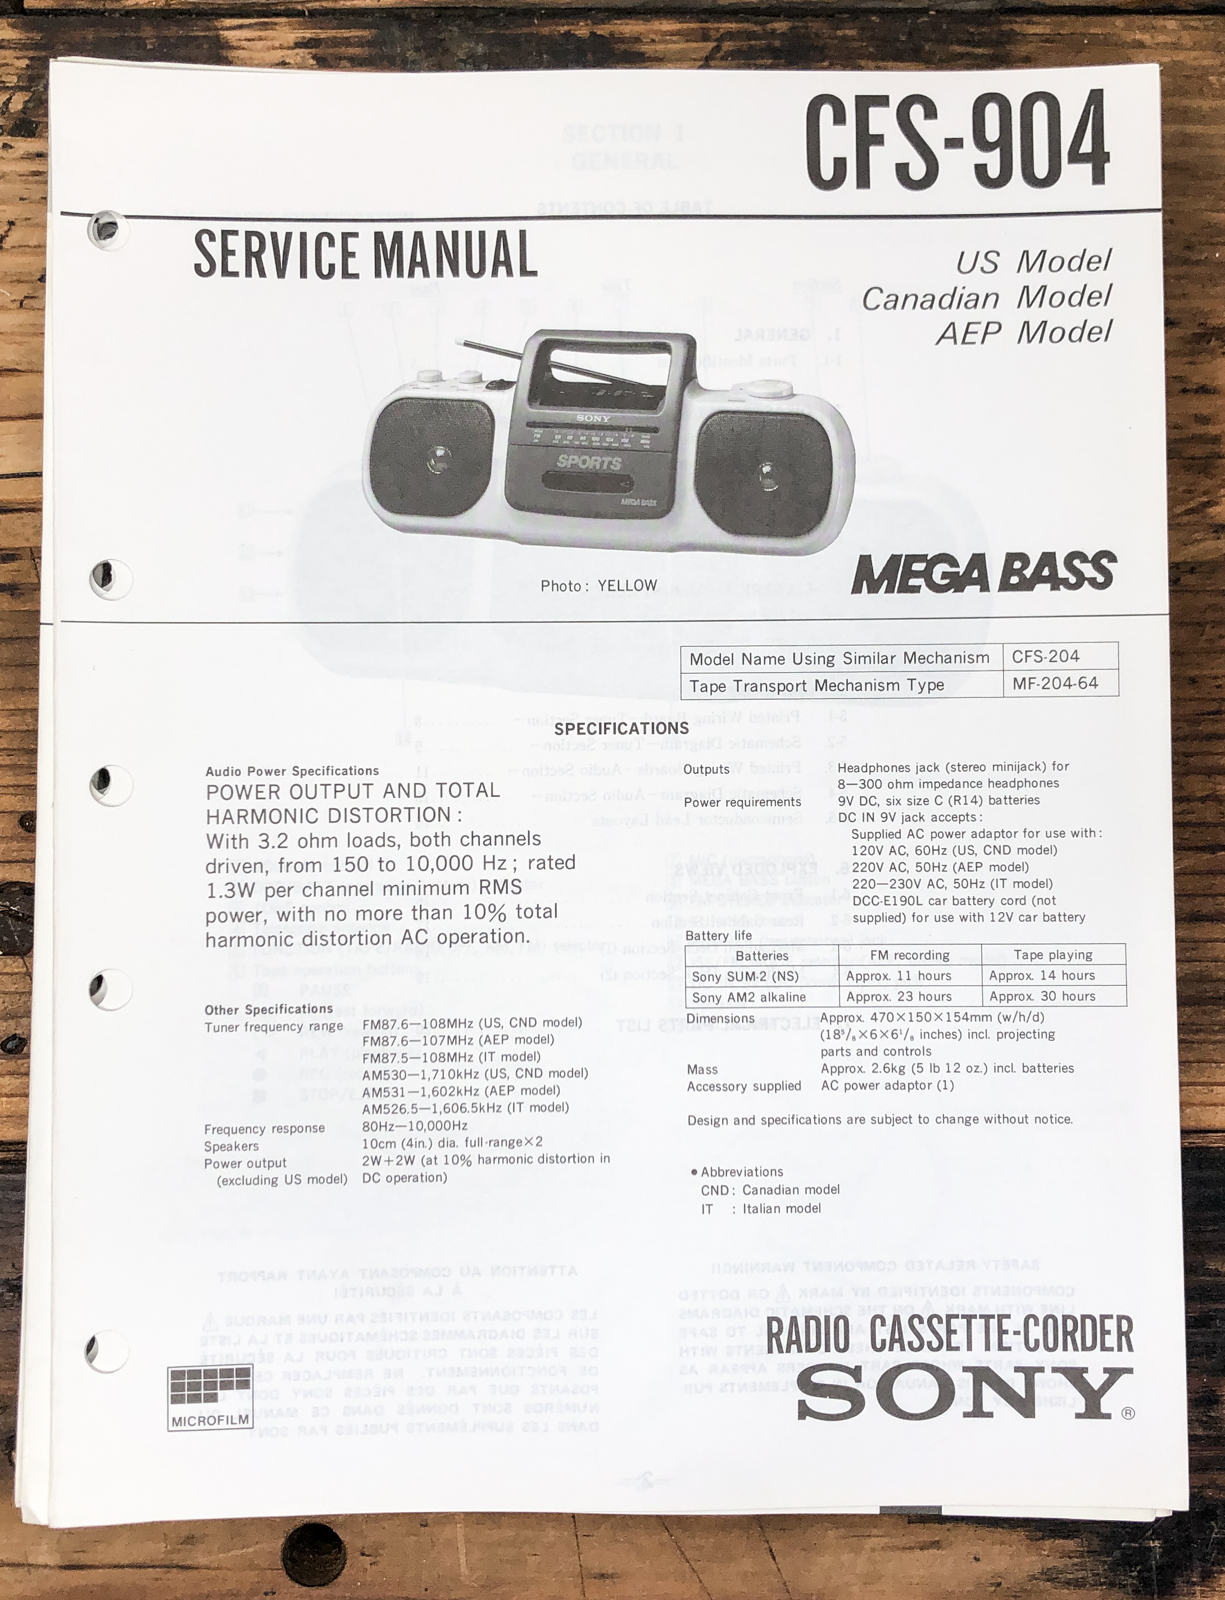 CFS-904
SERVICE MANUAL
US Model
Canadian Model
AEP Model
SONY
SPORTS
MEGA BASS
Photo : YELLOW
MEGA BASS
Model Name Using Similar Mechanism CFS-204
Tape Transport Mechanism Type MF-204-64
SPECIFICATIONS
Audio Power Specifications
POWER OUTPUT AND TOTAL
HARMONIC DISTORTION :
With 3.2 ohm loads, both channels
driven, from 150 to 10,000 Hz ; rated
1.3W per channel minimum RMS
power, with no more than 10% total
harmonic distortion AC operation.
Other Specifications
Tuner frequency range FM87.6—108MHz (US, CND model)
FM87.6—107MHz (AEP model)
FM87.5—108MHz (IT model)
AM530—1,710kHz (US, CND model)
AM531—1,602kHz (AEP model)
AM526.5—1,606.5kHz (IT model)
Frequency response 80Hz—10,000Hz
Speakers 10cm (4in.) dia. full-range×2
Power output 2W+2W (at 10% harmonic distortion in
(excluding US model) DC operation)
Outputs Headphones jack (stereo minijack) for
8—300 ohm impedance headphones
Power requirements 9V DC, six size C (R14) batteries
DC IN 9V jack accepts :
Supplied AC power adaptor for use with :
120V AC, 60Hz (US, CND model)
220V AC, 50Hz (AEP model)
220—230V AC, 50Hz (IT model)
DCC-E190L car battery cord (not
supplied) for use with 12V car battery
Battery life
Batteries FM recording Tape playing
Sony SUM-2 (NS) Approx. 11 hours Approx. 14 hours
Sony AM2 alkaline Approx. 23 hours Approx. 30 hours
Dimensions Approx. 470×150×154mm (w/h/d)
(18⁵/₈×6×6¹/₈ inches) incl. projecting
parts and controls
Mass Approx. 2.6kg (5 lb 12 oz.) incl. batteries
Accessory supplied AC power adaptor (1)
Design and specifications are subject to change without notice.
• Abbreviations
CND : Canadian model
IT : Italian model
RADIO CASSETTE-CORDER
SONY®
MICROFILM